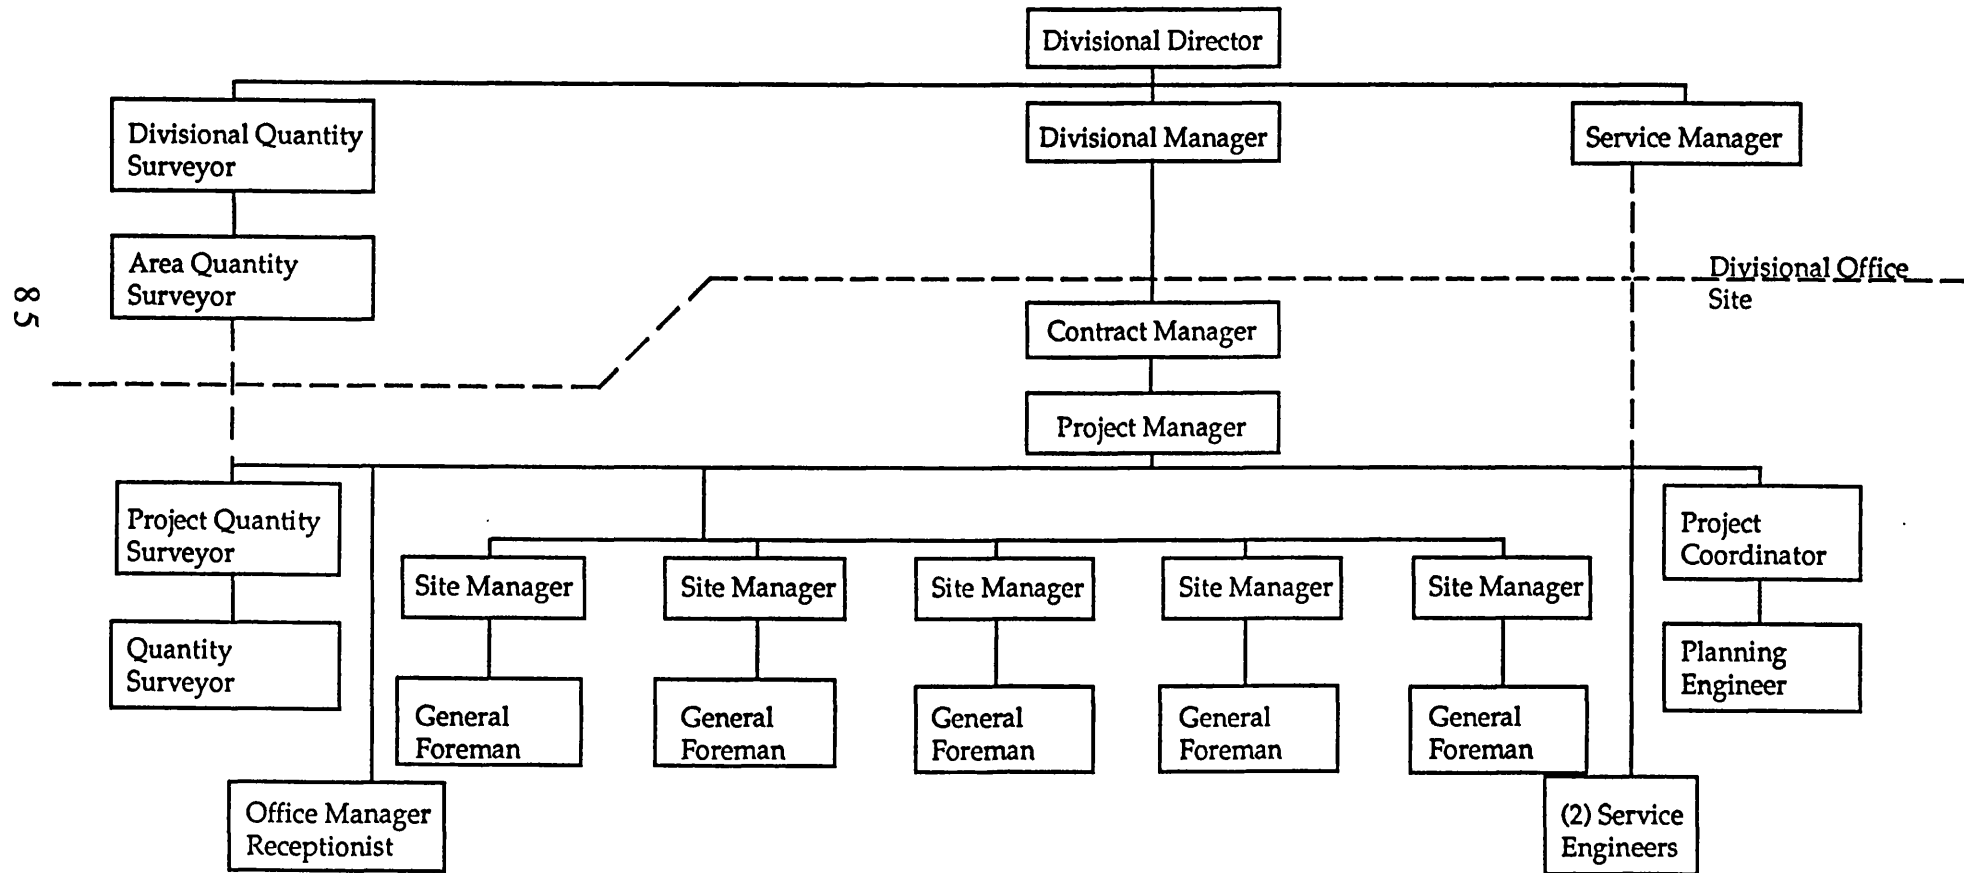 Divisional Director
Divisional Quantity
Surveyor
Divisional Manager
Service Manager
Area Quantity
Surveyor
Divisional Office
Site
85
Contract Manager
Project Manager
Project Quantity
Surveyor
Project
Coordinator
Site Manager
Site Manager
Site Manager
Site Manager
Site Manager
Quantity
Surveyor
Planning
Engineer
General
Foreman
General
Foreman
General
Foreman
General
Foreman
General
Foreman
Office Manager
Receptionist
(2) Service
Engineers